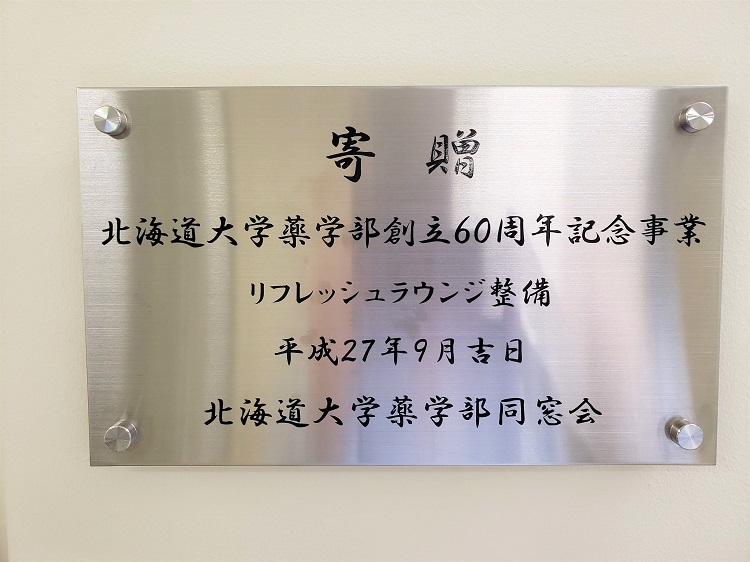 寄　贈
北海道大学薬学部創立60周年記念事業
リフレッシュラウンジ整備
平成27年9月吉日
北海道大学薬学部同窓会